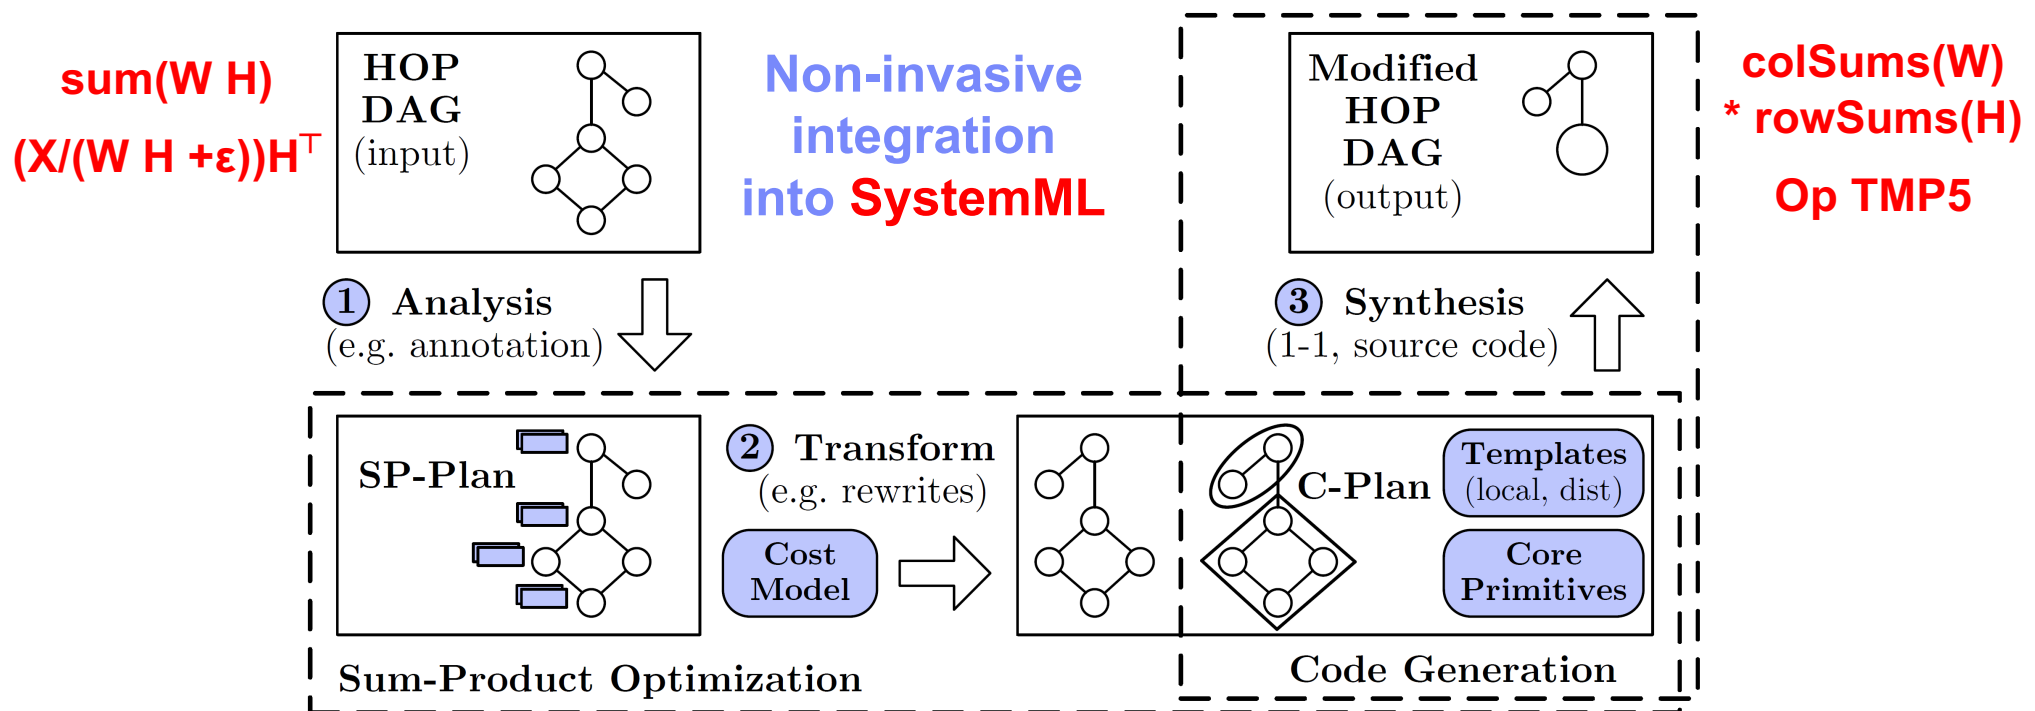 sum(W H)
(X/(W H +ε))H⊤
HOP
DAG
(input)
Non-invasive
integration
into SystemML
Modified
HOP
DAG
(output)
colSums(W)
* rowSums(H)
Op TMP5
1 Analysis
(e.g. annotation)
3 Synthesis
(1-1, source code)
SP-Plan
2 Transform
(e.g. rewrites)
Cost
Model
C-Plan
Templates
(local, dist)
Core
Primitives
Sum-Product Optimization
Code Generation